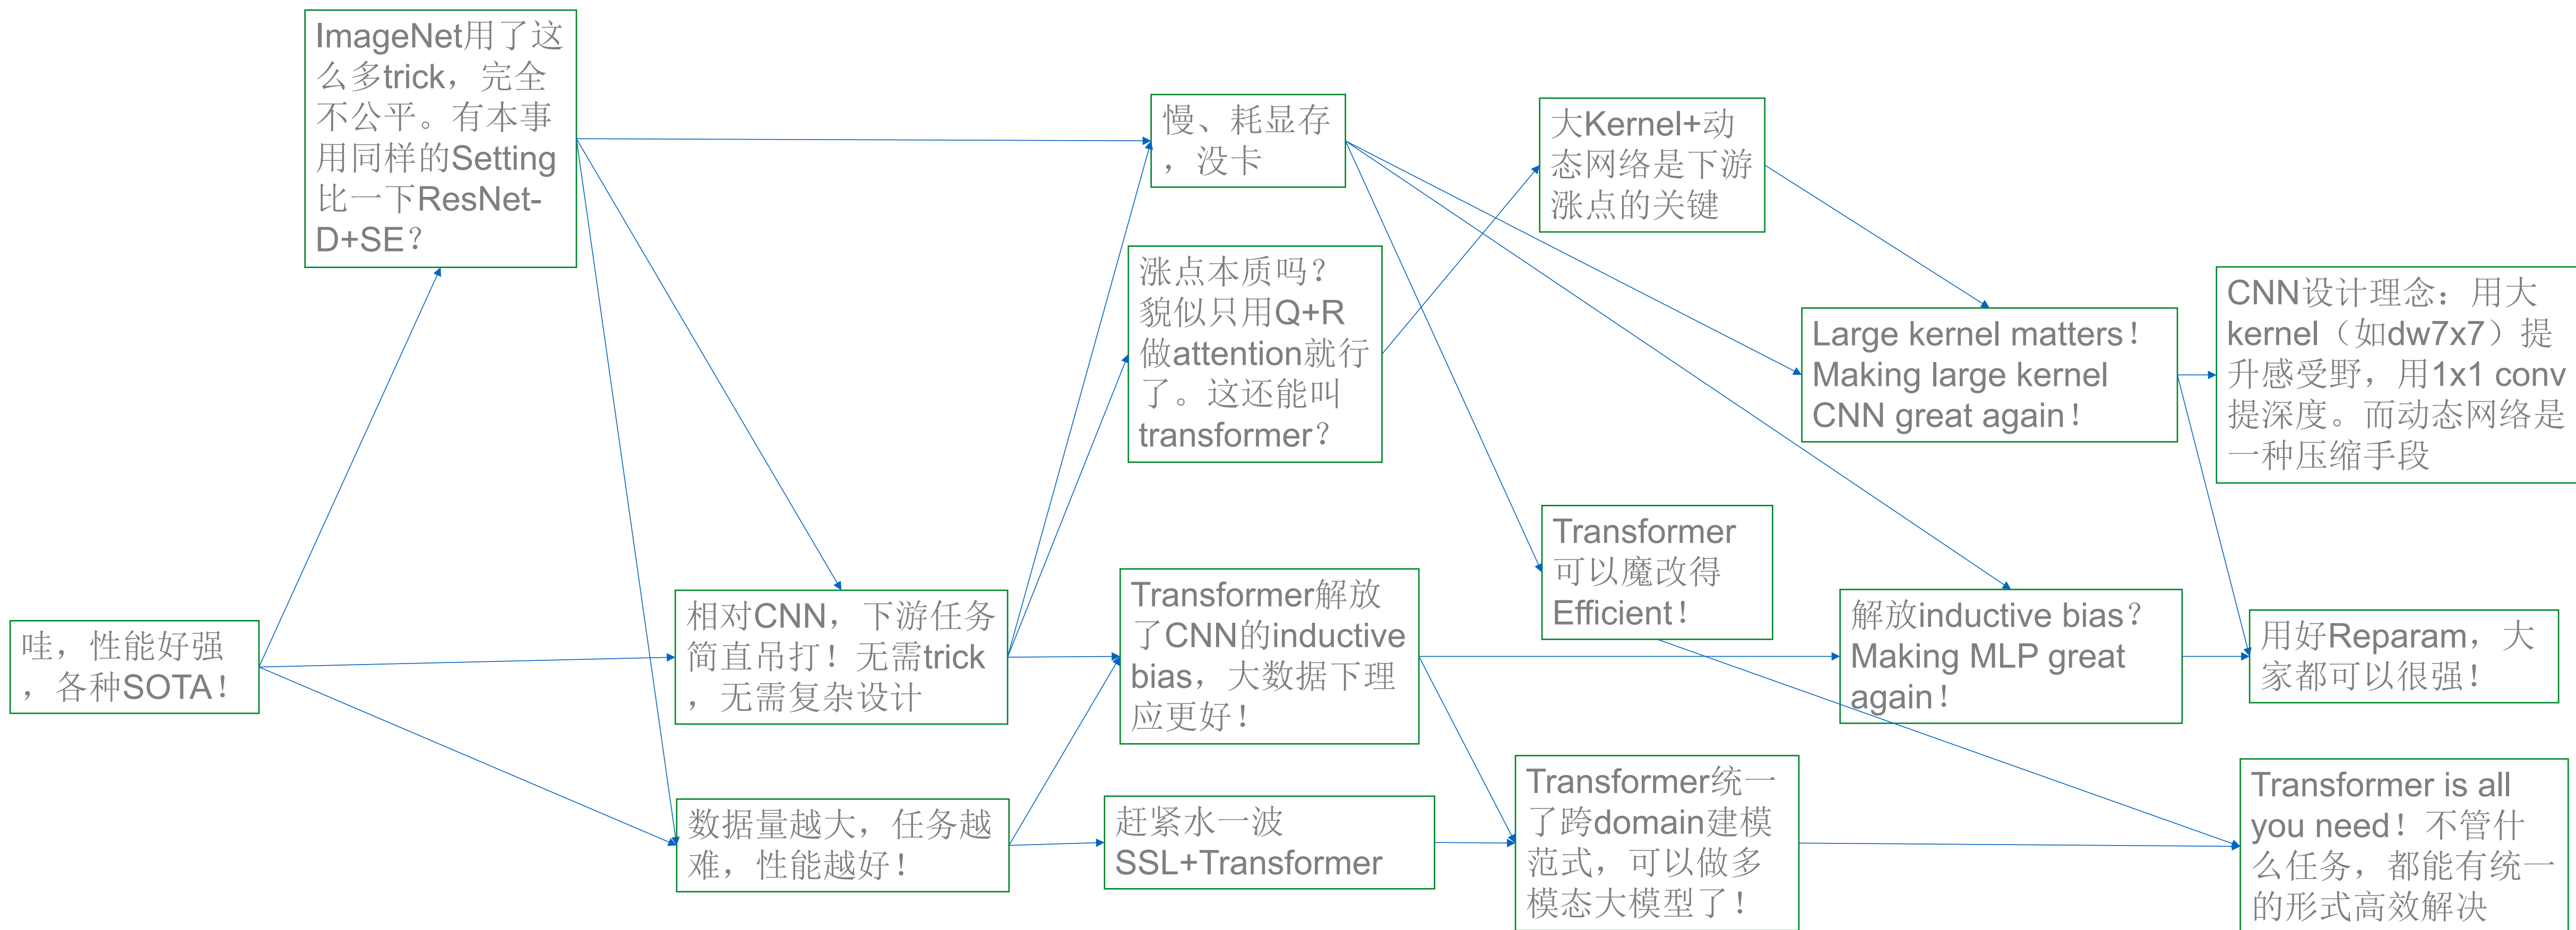 ImageNet用了这
么多trick，完全
不公平。有本事
用同样的Setting
比一下ResNet-
D+SE？
哇，性能好强
，各种SOTA！
相对CNN，下游任务
简直吊打！无需trick
，无需复杂设计
数据量越大，任务越
难，性能越好！
慢、耗显存
，没卡
涨点本质吗？
貌似只用Q+R
做attention就行
了。这还能叫
transformer？
Transformer解放
了CNN的inductive
bias，大数据下理
应更好！
赶紧水一波
SSL+Transformer
大Kernel+动
态网络是下游
涨点的关键
Transformer
可以魔改得
Efficient！
Transformer统一
了跨domain建模
范式，可以做多
模态大模型了！
Large kernel matters！
Making large kernel
CNN great again！
解放inductive bias？
Making MLP great
again！
CNN设计理念：用大
kernel（如dw7x7）提
升感受野，用1x1 conv
提深度。而动态网络是
一种压缩手段
用好Reparam，大
家都可以很强！
Transformer is all
you need！不管什
么任务，都能有统一
的形式高效解决